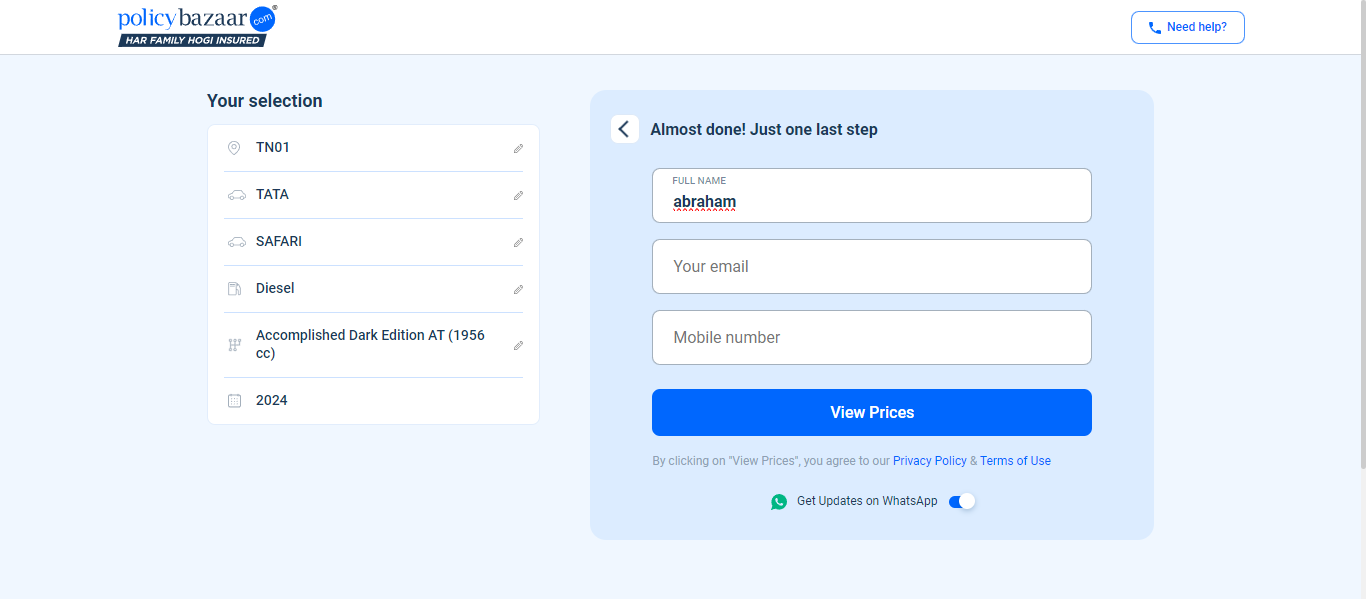 policybazaar.com®
HAR FAMILY HOGI INSURED
Need help?
Your selection
TN01
TATA
SAFARI
Diesel
Accomplished Dark Edition AT (1956
cc)
2024
Almost done! Just one last step
FULL NAME
abraham
Your email
Mobile number
View Prices
By clicking on "View Prices", you agree to our Privacy Policy & Terms of Use
Get Updates on WhatsApp